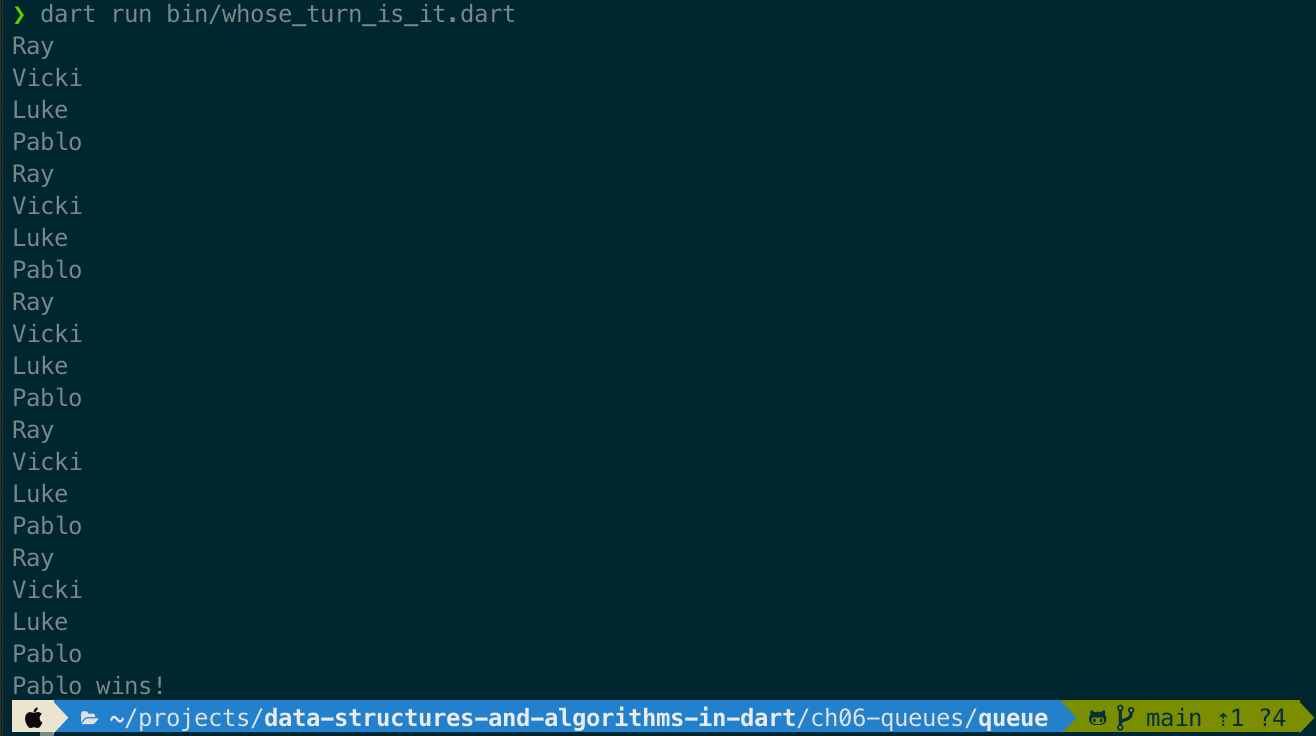 ❯ dart run bin/whose_turn_is_it.dart
Ray
Vicki
Luke
Pablo
Ray
Vicki
Luke
Pablo
Ray
Vicki
Luke
Pablo
Ray
Vicki
Luke
Pablo
Ray
Vicki
Luke
Pablo
Pablo wins!
~/projects/data-structures-and-algorithms-in-dart/ch06-queues/queue main ⇡1 ?4